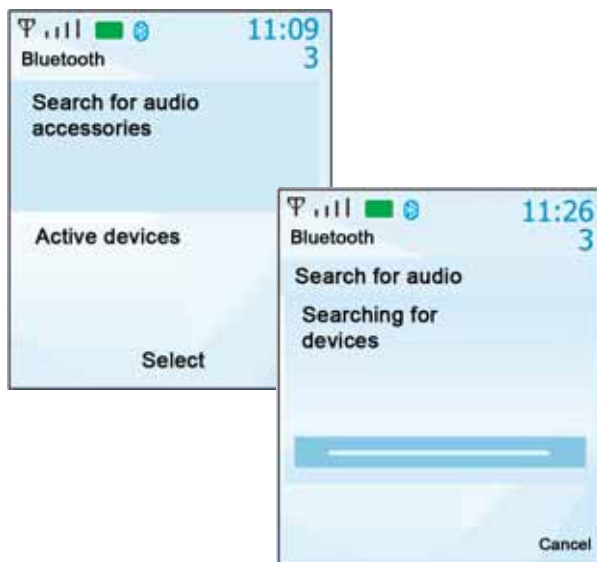 11:09
Bluetooth 3
Search for audio
accessories
Active devices
Select
11:26
Bluetooth 3
Search for audio
Searching for
devices
Cancel